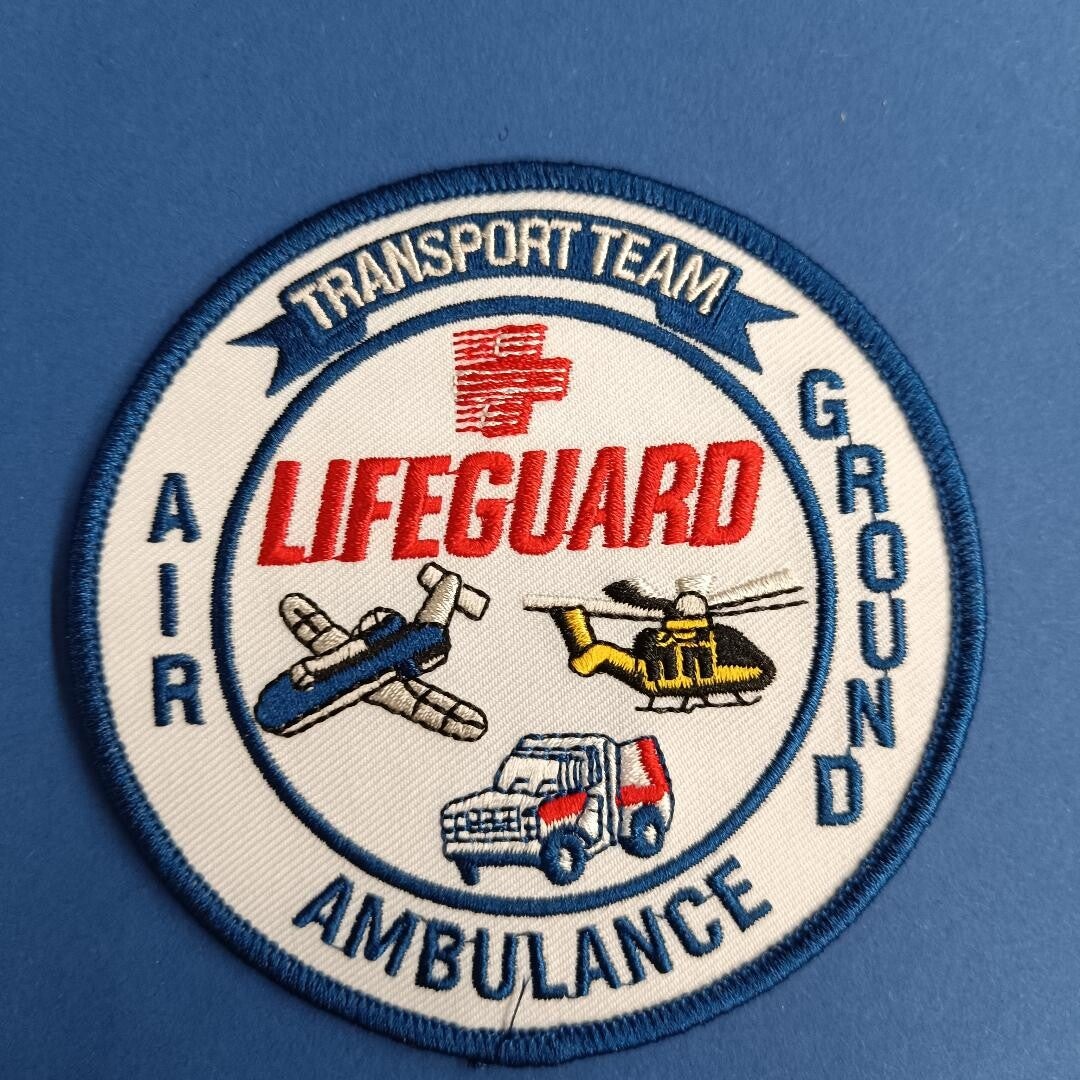 TRANSPORT TEAM
LIFEGUARD
AIR
GROUND
AMBULANCE